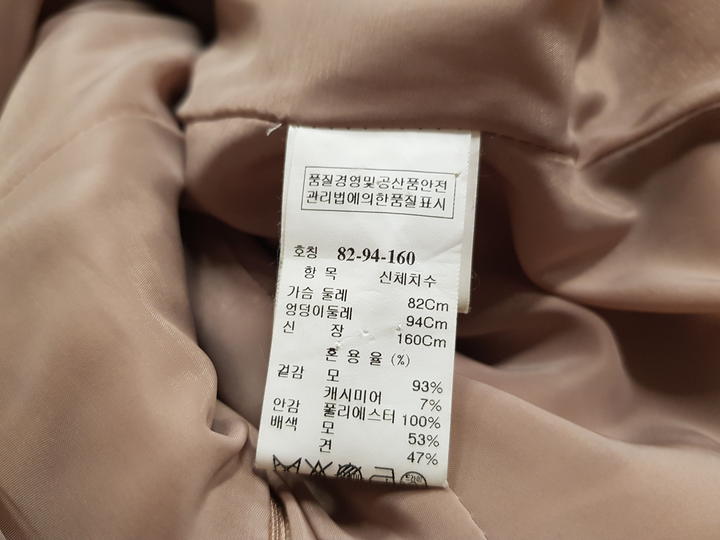 품질경영및공산품안전
관리법에의한품질표시
호칭 82-94-160
항 목 신체치수
가슴 둘레 82Cm
엉덩이둘레 94Cm
신 장 160Cm
혼 용 율 (%)
겉감 모 93%
캐시미어 7%
안감 폴리에스터 100%
배색 모 53%
견 47%